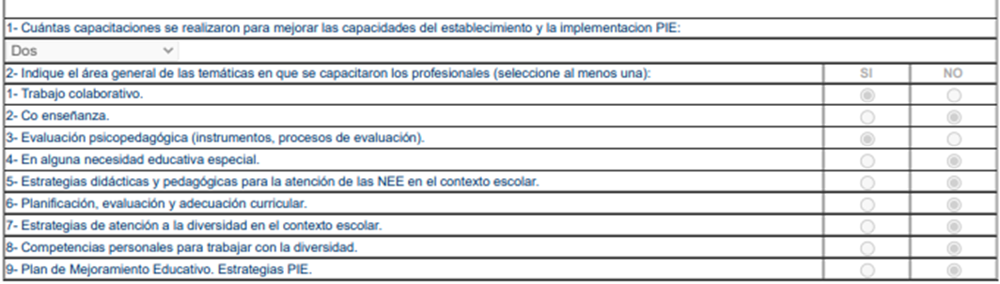 1- Cuántas capacitaciones se realizaron para mejorar las capacidades del establecimiento y la implementacion PIE:
Dos
2- Indique el área general de las temáticas en que se capacitaron los profesionales (seleccione al menos una): SI NO
1- Trabajo colaborativo.
2- Co enseñanza.
3- Evaluación psicopedagógica (instrumentos, procesos de evaluación).
4- En alguna necesidad educativa especial.
5- Estrategias didácticas y pedagógicas para la atención de las NEE en el contexto escolar.
6- Planificación, evaluación y adecuación curricular.
7- Estrategias de atención a la diversidad en el contexto escolar.
8- Competencias personales para trabajar con la diversidad.
9- Plan de Mejoramiento Educativo. Estrategias PIE.